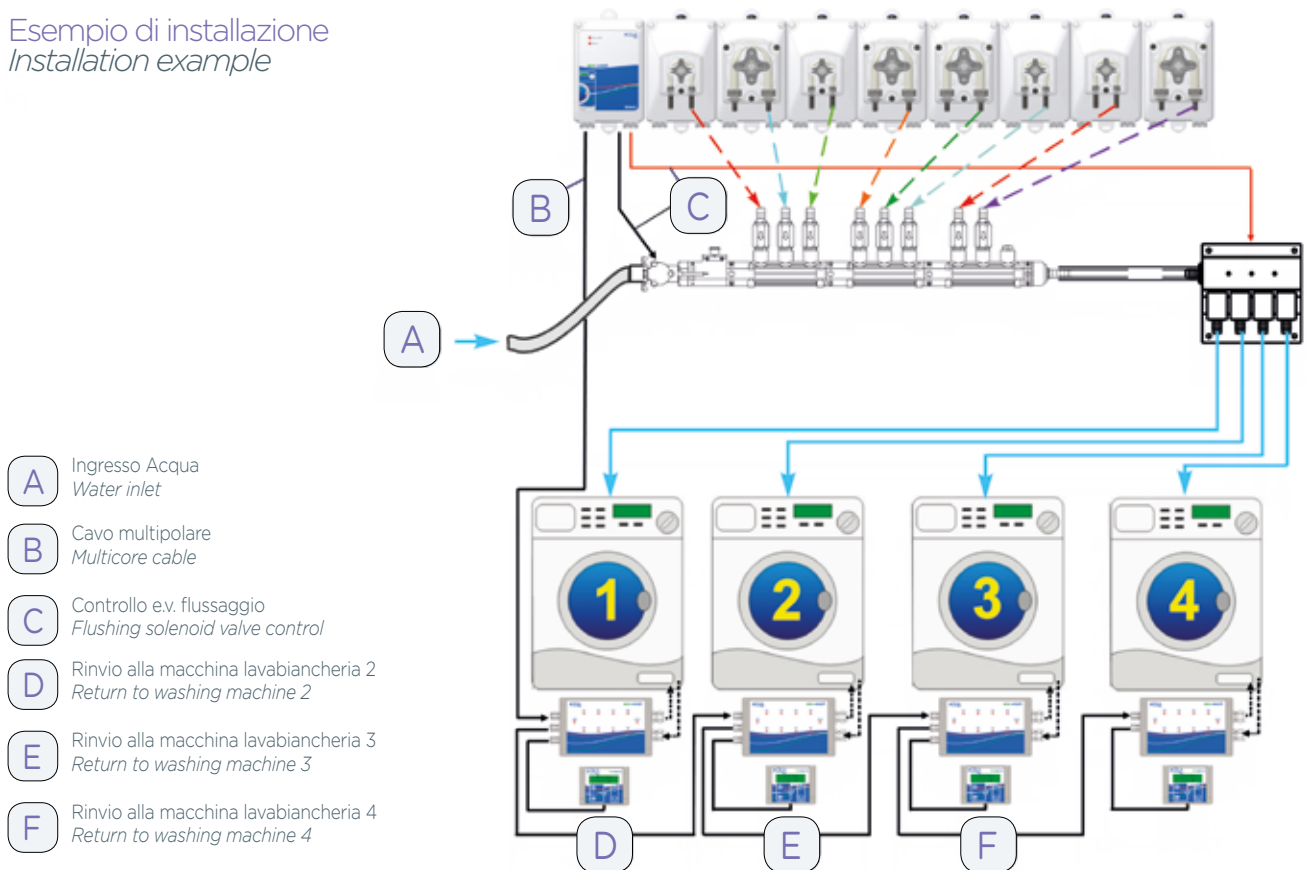 Esempio di installazione
Installation example
B
C
A
A
Ingresso Acqua
Water inlet
B
Cavo multipolare
Multicore cable
C
Controllo e.v. flussaggio
Flushing solenoid valve control
D
Rinvio alla macchina lavabiancheria 2
Return to washing machine 2
E
Rinvio alla macchina lavabiancheria 3
Return to washing machine 3
F
Rinvio alla macchina lavabiancheria 4
Return to washing machine 4
1
2
3
4
D
E
F